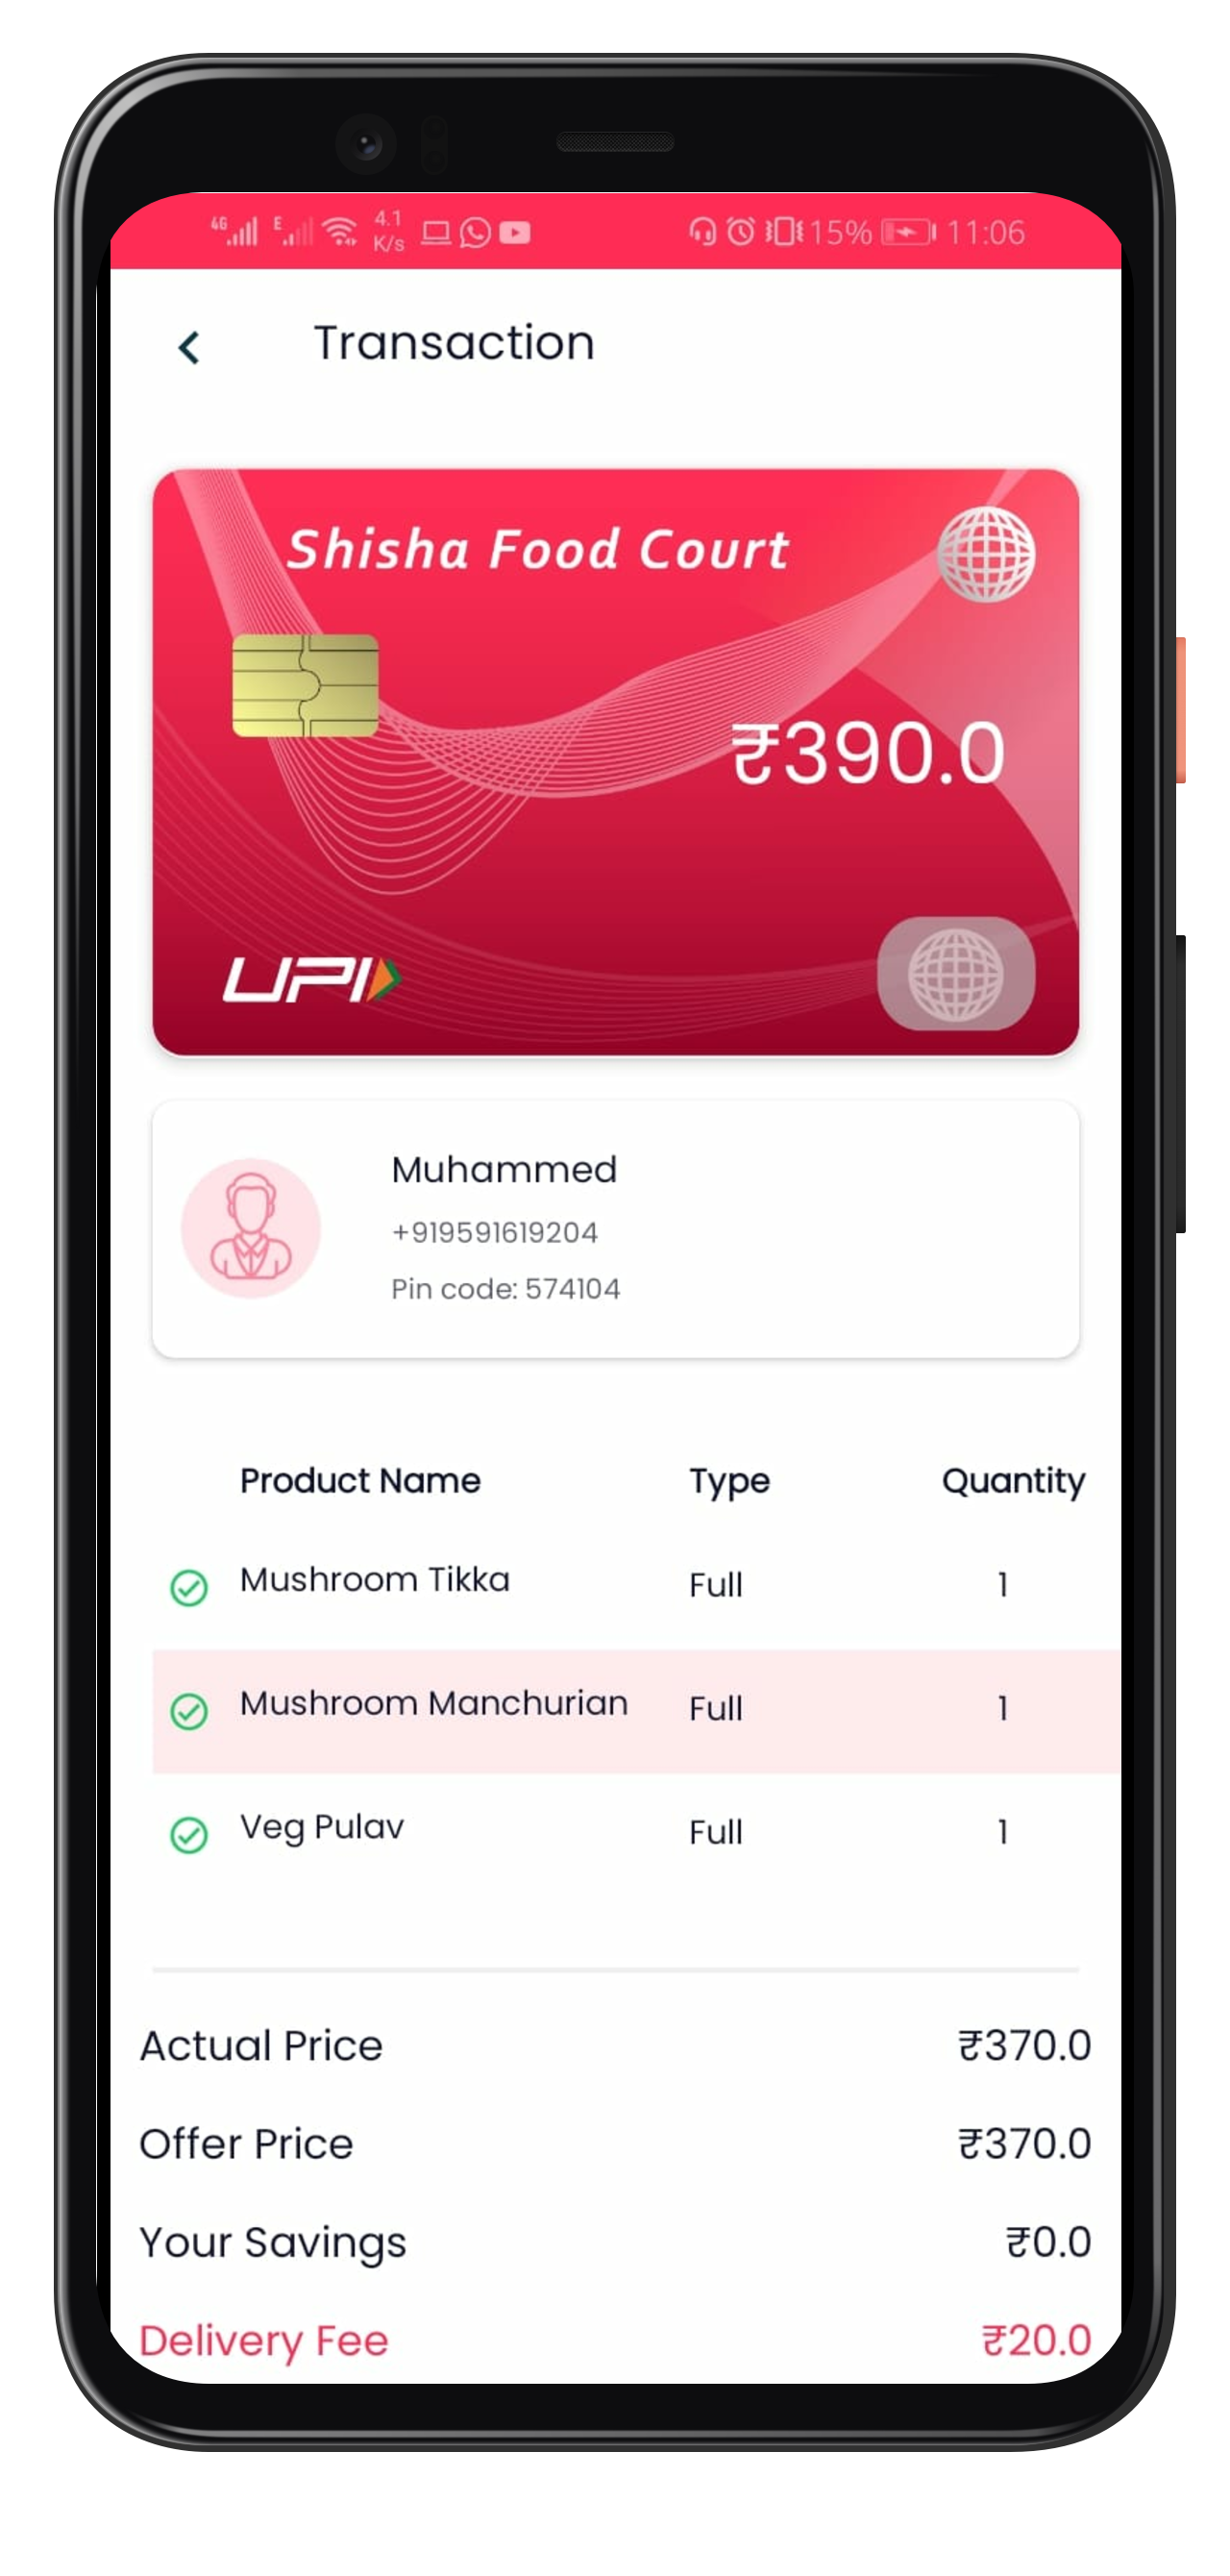 4G E 4.1 K/s 15% 11:06
Transaction
Shisha Food Court
₹390.0
UPI
Muhammed
+919591619204
Pin code: 574104
Product Name Type Quantity
Mushroom Tikka Full 1
Mushroom Manchurian Full 1
Veg Pulav Full 1
Actual Price ₹370.0
Offer Price ₹370.0
Your Savings ₹0.0
Delivery Fee ₹20.0